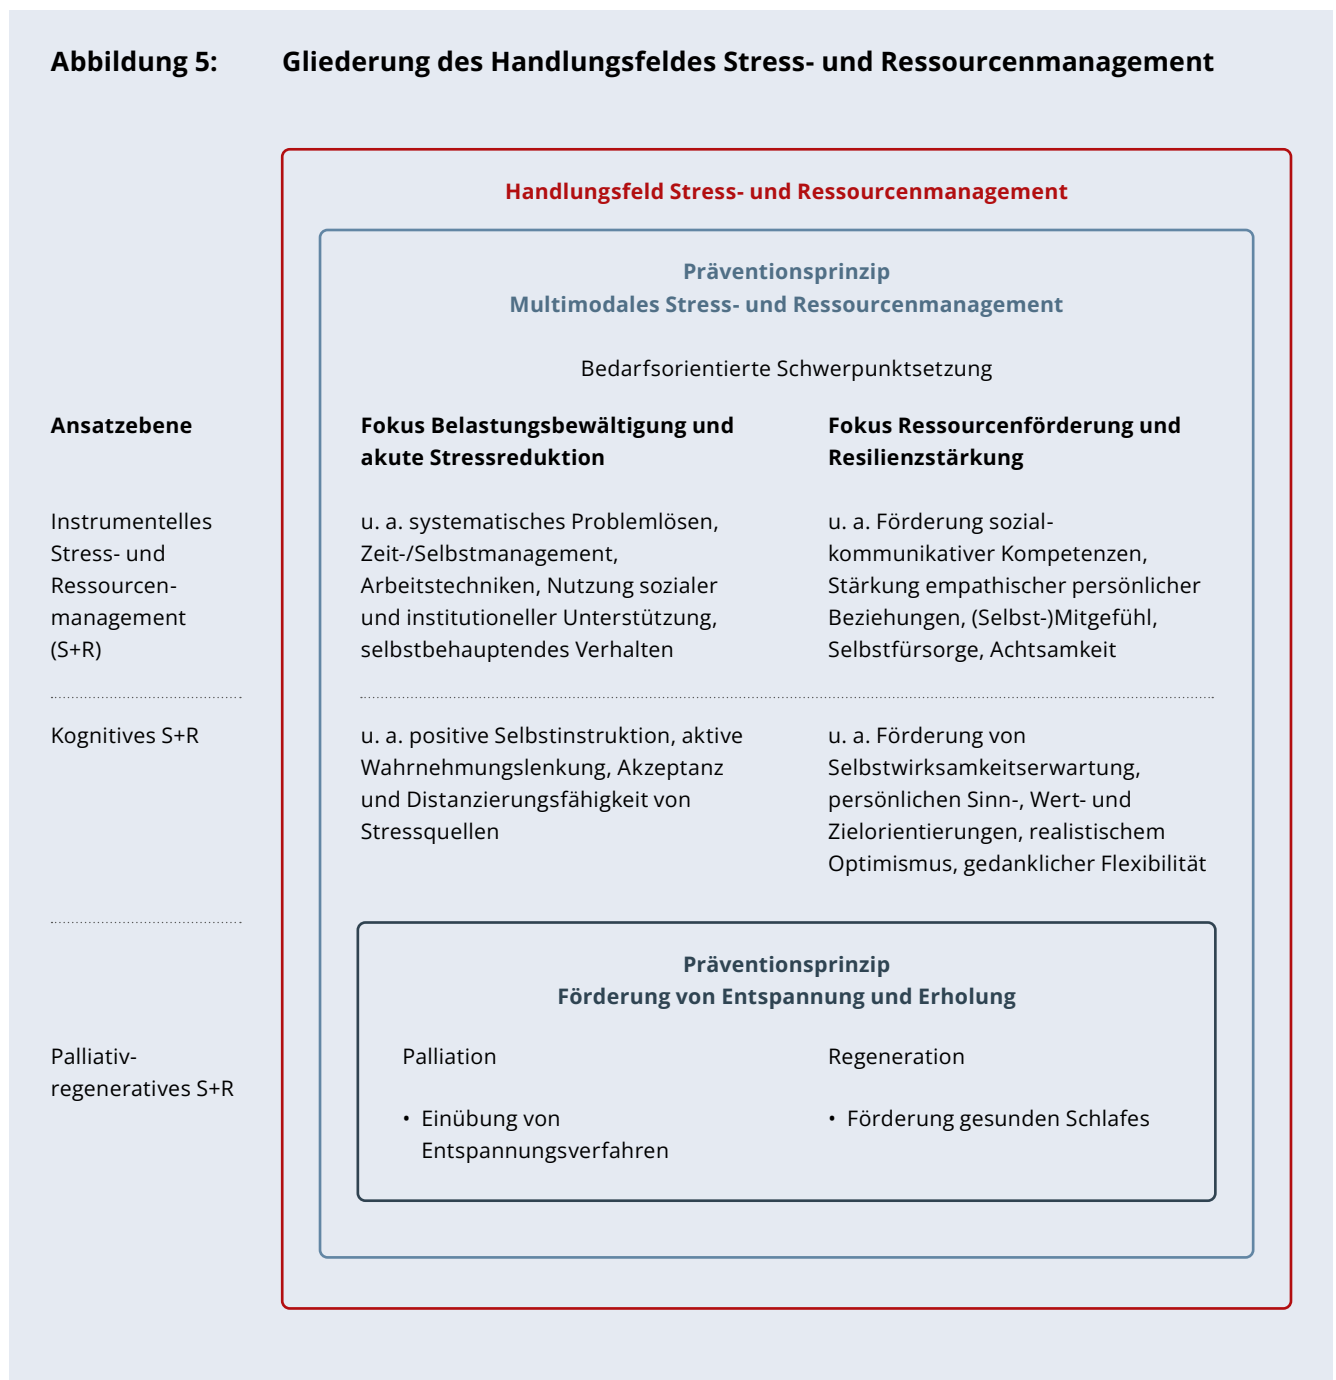 Abbildung 5: Gliederung des Handlungsfeldes Stress- und Ressourcenmanagement
Handlungsfeld Stress- und Ressourcenmanagement
Präventionsprinzip
Multimodales Stress- und Ressourcenmanagement
Bedarfsorientierte Schwerpunktsetzung
Ansatzebene
Fokus Belastungsbewältigung und
akute Stressreduktion
Fokus Ressourcenförderung und
Resilienzstärkung
Instrumentelles
Stress- und
Ressourcen-
management
(S+R)
u. a. systematisches Problemlösen,
Zeit-/Selbstmanagement,
Arbeitstechniken, Nutzung sozialer
und institutioneller Unterstützung,
selbstbehauptendes Verhalten
u. a. Förderung sozial-
kommunikativer Kompetenzen,
Stärkung empathischer persönlicher
Beziehungen, (Selbst-)Mitgefühl,
Selbstfürsorge, Achtsamkeit
Kognitives S+R
u. a. positive Selbstinstruktion, aktive
Wahrnehmungslenkung, Akzeptanz
und Distanzierungsfähigkeit von
Stressquellen
u. a. Förderung von
Selbstwirksamkeitserwartung,
persönlichen Sinn-, Wert- und
Zielorientierungen, realistischem
Optimismus, gedanklicher Flexibilität
Präventionsprinzip
Förderung von Entspannung und Erholung
Palliativ-
regeneratives S+R
Palliation
• Einübung von
Entspannungsverfahren
Regeneration
• Förderung gesunden Schlafes